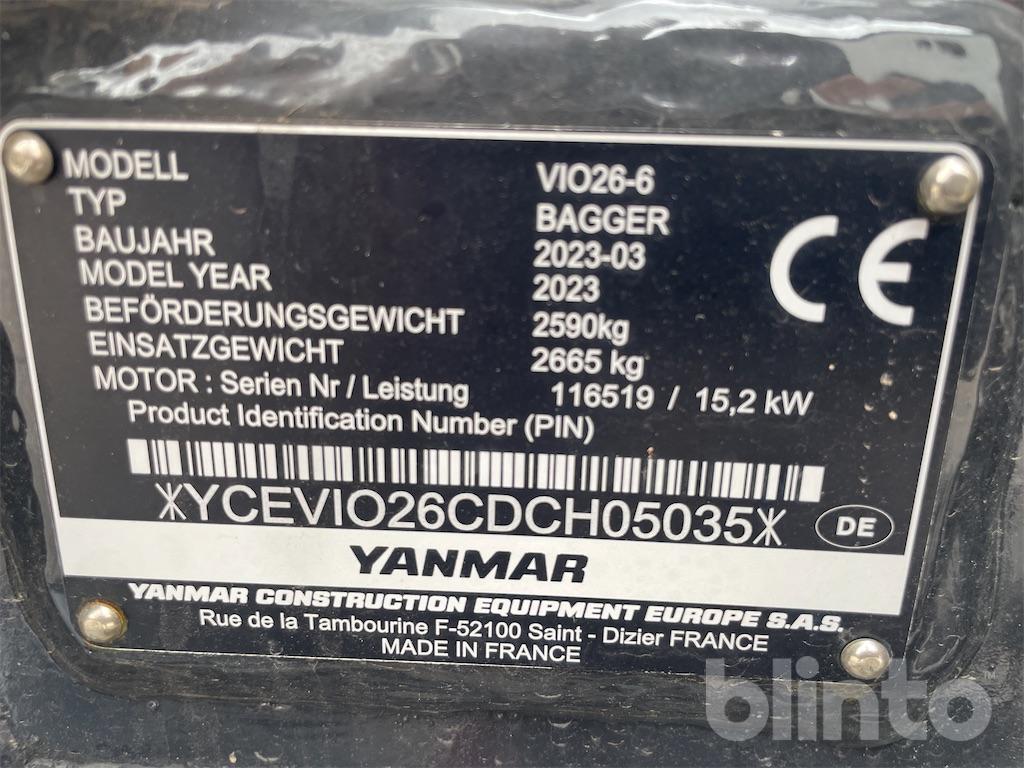 MODELL VIO26-6
TYP BAGGER
BAUJAHR 2023-03
MODEL YEAR 2023
BEFÖRDERUNGSGEWICHT 2590kg
EINSATZGEWICHT 2665 kg
MOTOR : Serien Nr / Leistung 116519 / 15,2 kW
Product Identification Number (PIN)
YCEVIO26CDCH05035
DE
YANMAR
YANMAR CONSTRUCTION EQUIPMENT EUROPE S.A.S.
Rue de la Tambourine F-52100 Saint - Dizier FRANCE
MADE IN FRANCE
CE
blinto™